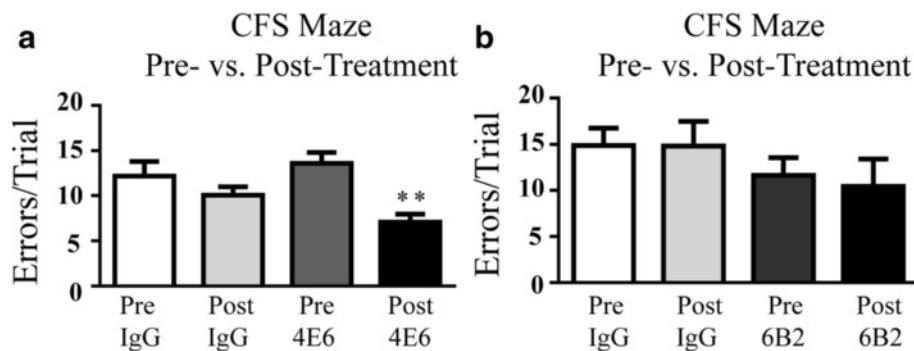 a
CFS Maze
Pre- vs. Post-Treatment
Errors/Trial
20
15
10
5
0
**
Pre Post Pre Post
IgG IgG 4E6 4E6
b
CFS Maze
Pre- vs. Post-Treatment
Errors/Trial
20
15
10
5
0
Pre Post Pre Post
IgG IgG 6B2 6B2